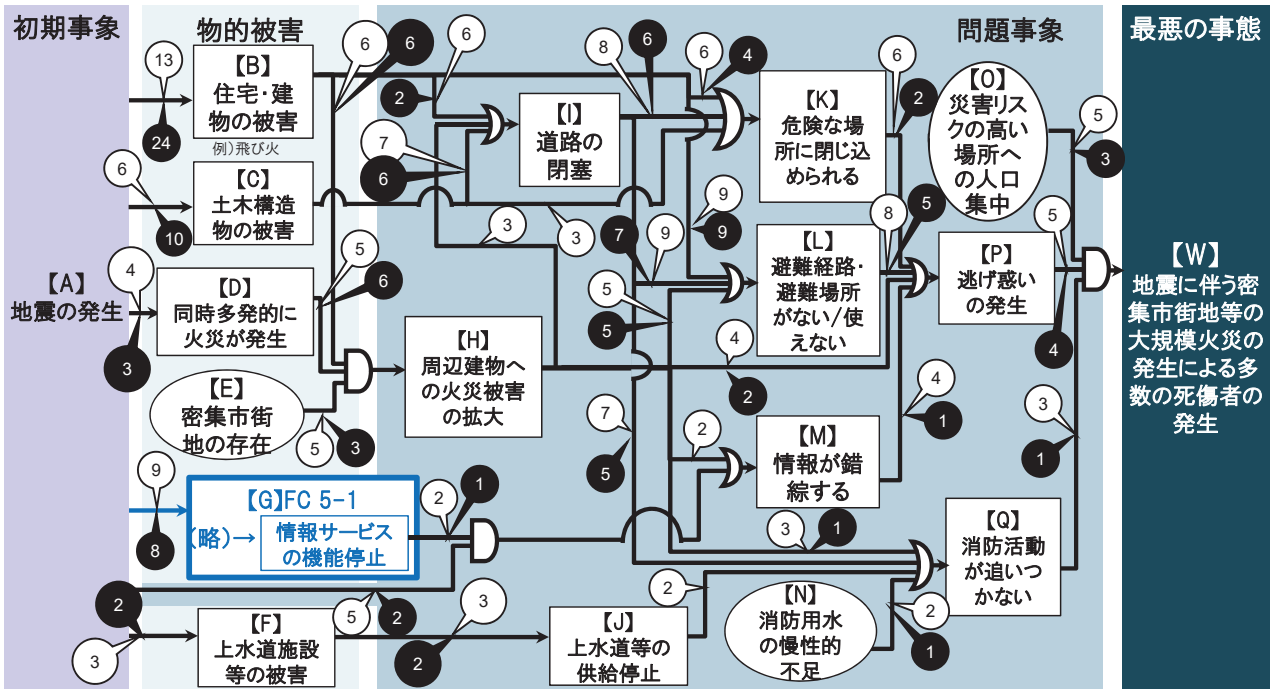 初期事象
物的被害
問題事象
最悪の事態
【A】
地震の発生
13
24
【B】
住宅・建
物の被害
例)飛び火
6
10
【C】
土木構造
物の被害
4
3
【D】
同時多発的に
火災が発生
【E】
密集市街
地の存在
5
6
5
3
6
6
6
2
7
6
3
3
【H】
周辺建物へ
の火災被害
の拡大
9
8
【G】FC 5-1
(略)→
情報サービス
の機能停止
2
1
5
2
2
3
【F】
上水道施設
等の被害
3
2
【I】
道路の
閉塞
8
6
6
4
9
9
7
9
5
5
4
2
7
5
2
3
1
【J】
上水道等の
供給停止
2
【K】
危険な場
所に閉じ込
められる
6
2
【L】
避難経路・
避難場所
がない/使
えない
8
5
【M】
情報が錯
綜する
4
1
【N】
消防用水
の慢性的
不足
2
1
【O】
災害リス
クの高い
場所へ
の人口
集中
5
3
【P】
逃げ惑い
の発生
5
4
【Q】
消防活動
が追いつ
かない
3
1
【W】
地震に伴う密
集市街地等の
大規模火災の
発生による多
数の死傷者の
発生